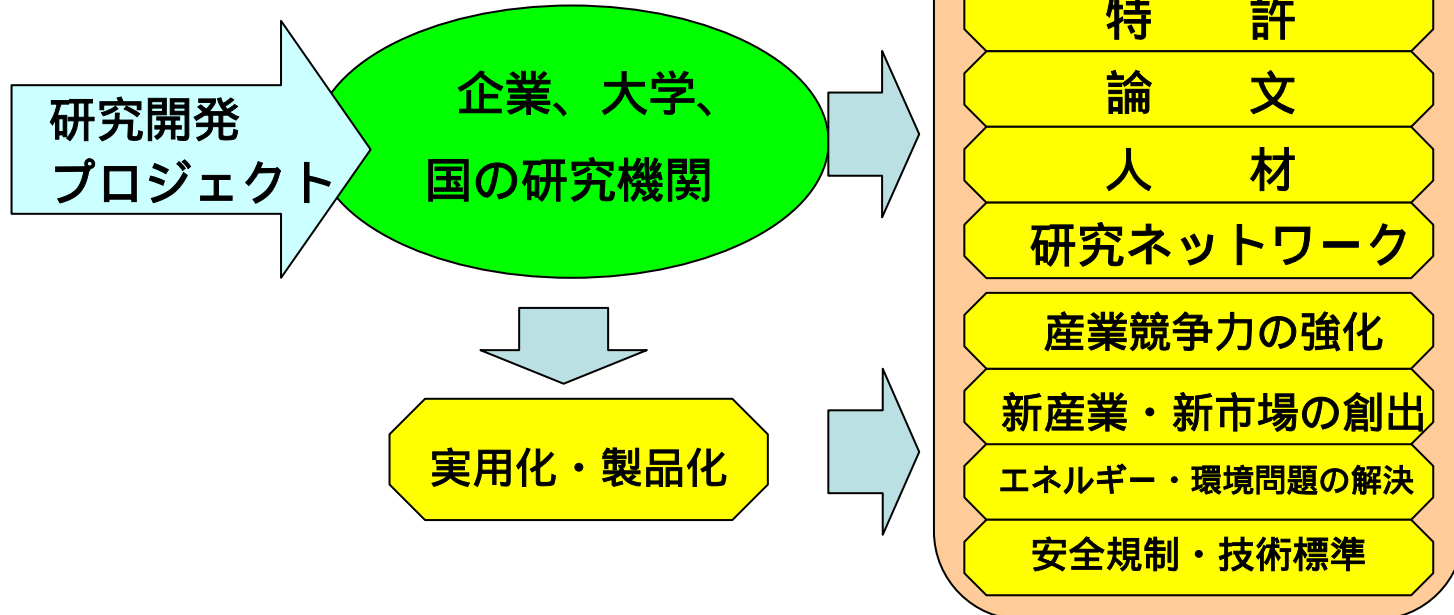 研究開発
プロジェクト
企業、大学、
国の研究機関
実用化・製品化
特　　許
論　　文
人　　材
研究ネットワーク
産業競争力の強化
新産業・新市場の創出
エネルギー・環境問題の解決
安全規制・技術標準